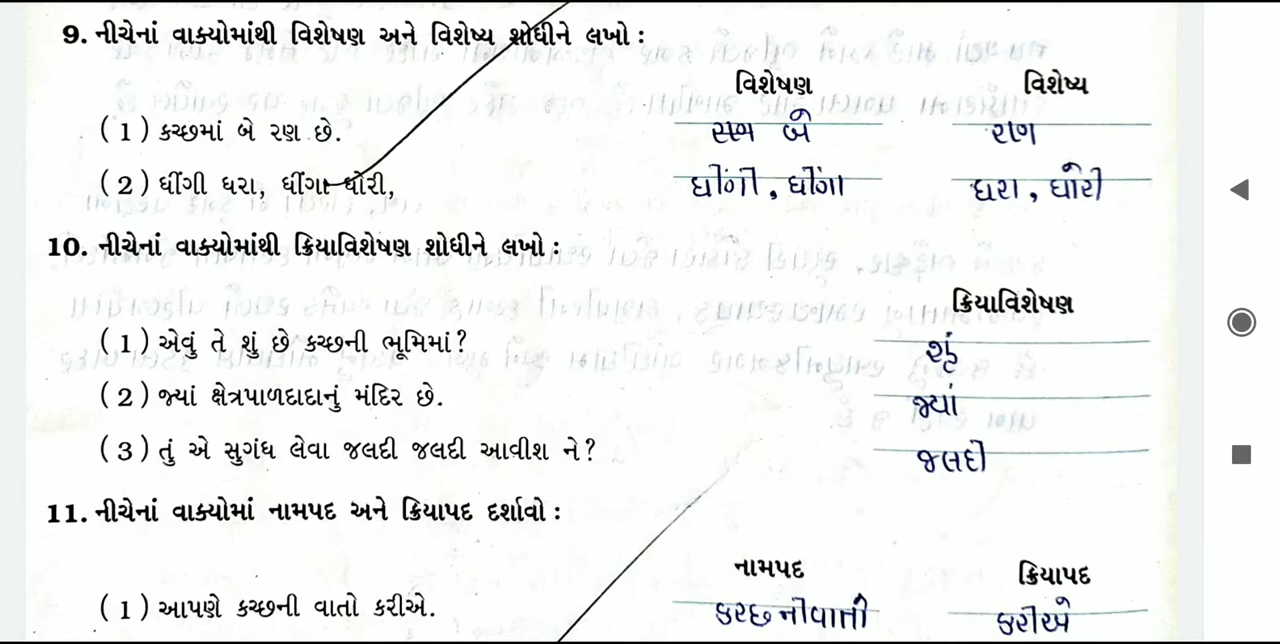 9. નીચેનાં વાક્યોમાંથી વિશેષણ અને વિશેષ્ય શોધીને લખો :
વિશેષણ વિશેષ્ય
(1) કચ્છમાં બે રણ છે. બે રણ
(2) ધીંગી ધરા, ધીંગા ધોરી, ધીંગી, ધીંગા ધરા, ધોરી
10. નીચેનાં વાક્યોમાંથી ક્રિયાવિશેષણ શોધીને લખો :
ક્રિયાવિશેષણ
(1) એવું તે શું છે કચ્છની ભૂમિમાં? શું
(2) જ્યાં ક્ષેત્રપાળદાદાનું મંદિર છે. જ્યાં
(3) તું એ સુગંધ લેવા જલદી જલદી આવીશ ને? જલદી
11. નીચેનાં વાક્યોમાં નામપદ અને ક્રિયાપદ દર્શાવો :
નામપદ ક્રિયાપદ
(1) આપણે કચ્છની વાતો કરીએ. કચ્છની વાતો કરીએ